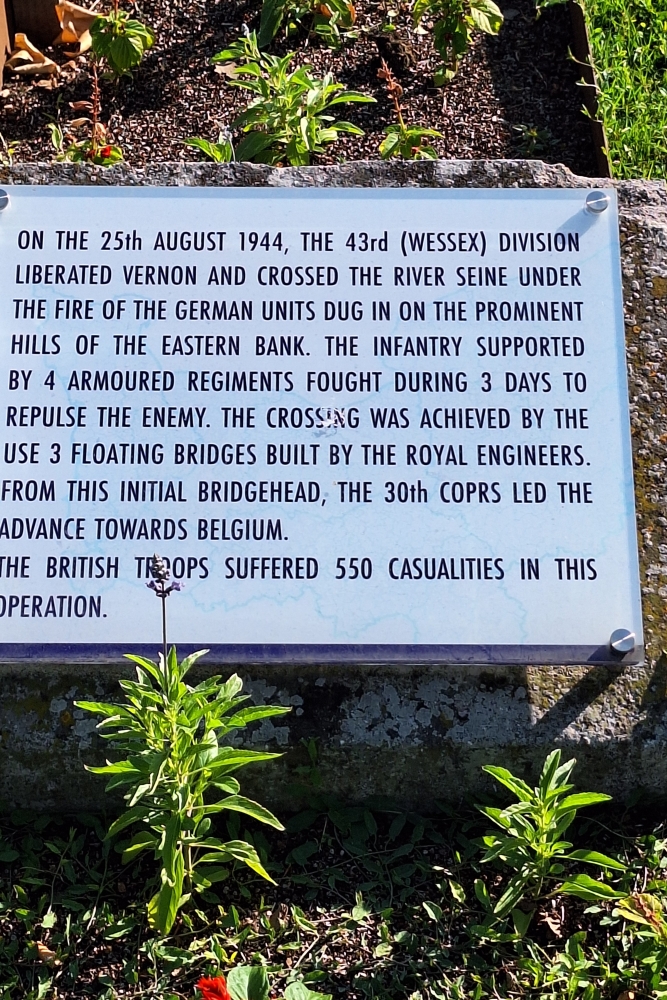 ON THE 25th AUGUST 1944, THE 43rd (WESSEX) DIVISION
LIBERATED VERNON AND CROSSED THE RIVER SEINE UNDER
THE FIRE OF THE GERMAN UNITS DUG IN ON THE PROMINENT
HILLS OF THE EASTERN BANK. THE INFANTRY SUPPORTED
BY 4 ARMOURED REGIMENTS FOUGHT DURING 3 DAYS TO
REPULSE THE ENEMY. THE CROSSING WAS ACHIEVED BY THE
USE 3 FLOATING BRIDGES BUILT BY THE ROYAL ENGINEERS.
FROM THIS INITIAL BRIDGEHEAD, THE 30th COPRS LED THE
ADVANCE TOWARDS BELGIUM.
THE BRITISH TROOPS SUFFERED 550 CASUALITIES IN THIS
OPERATION.